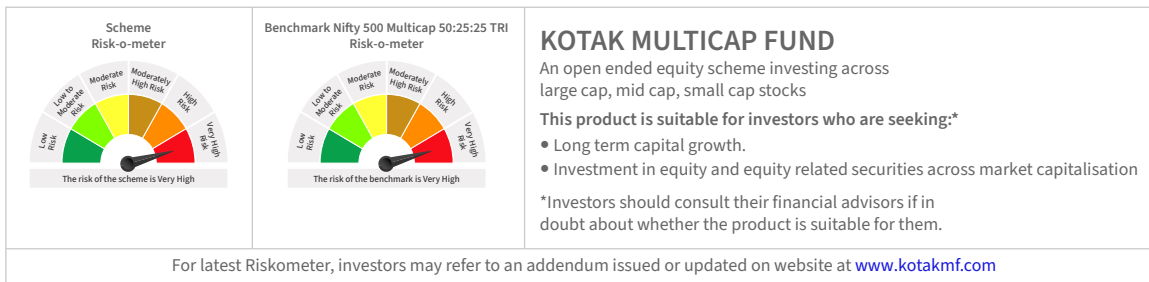 Scheme
Risk-o-meter
Low
Risk
Low to
Moderate
Risk
Moderate
Risk
Moderately
High Risk
High
Risk
Very High
Risk
The risk of the scheme is Very High
Benchmark Nifty 500 Multicap 50:25:25 TRI
Risk-o-meter
Low
Risk
Low to
Moderate
Risk
Moderate
Risk
Moderately
High Risk
High
Risk
Very High
Risk
The risk of the benchmark is Very High
KOTAK MULTICAP FUND
An open ended equity scheme investing across
large cap, mid cap, small cap stocks
This product is suitable for investors who are seeking:*
● Long term capital growth.
● Investment in equity and equity related securities across market capitalisation
*Investors should consult their financial advisors if in
doubt about whether the product is suitable for them.
For latest Riskometer, investors may refer to an addendum issued or updated on website at www.kotakmf.com